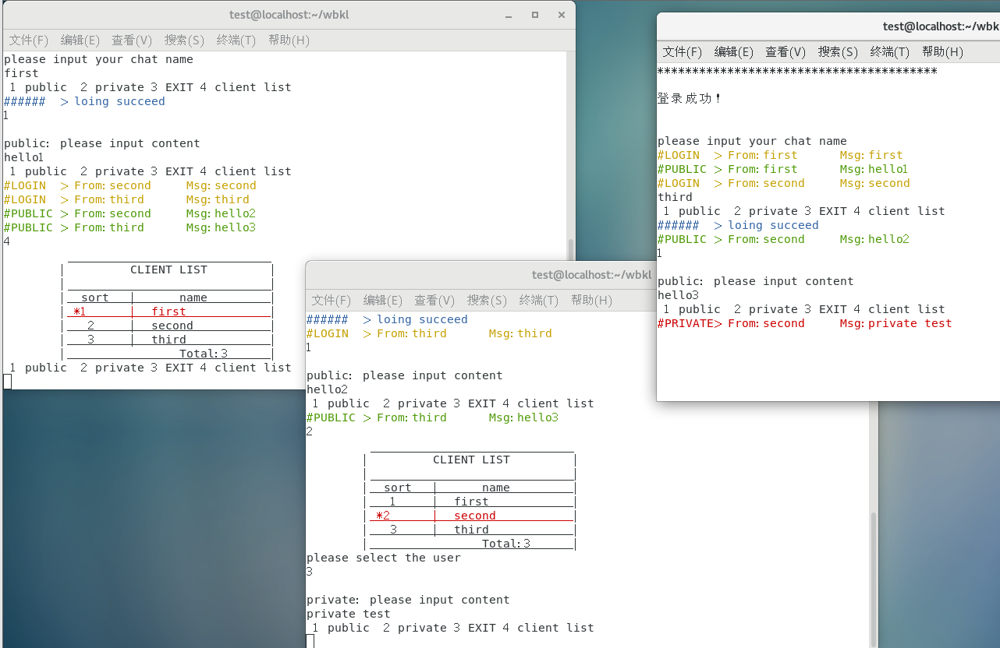 test@localhost:~/wbkl
文件(F) 编辑(E) 查看(V) 搜索(S) 终端(T) 帮助(H)
please input your chat name
first
1 public 2 private 3 EXIT 4 client list
###### > loing succeed
1
public: please input content
hello1
1 public 2 private 3 EXIT 4 client list
#LOGIN > From:second Msg:second
#LOGIN > From:third Msg:third
#PUBLIC > From:second Msg:hello2
#PUBLIC > From:third Msg:hello3
4
CLIENT LIST
sort | name
*1 | first
2 | second
3 | third
Total:3
1 public 2 private 3 EXIT 4 client list
test@localhost:~/wbkl
文件(F) 编辑(E) 查看(V) 搜索(S) 终端(T) 帮助(H)
###### > loing succeed
#LOGIN > From:third Msg:third
1
public: please input content
hello2
1 public 2 private 3 EXIT 4 client list
#PUBLIC > From:third Msg:hello3
2
CLIENT LIST
sort | name
1 | first
*2 | second
3 | third
Total:3
please select the user
3
private: please input content
private test
1 public 2 private 3 EXIT 4 client list
test@localhost:~/wbk
文件(F) 编辑(E) 查看(V) 搜索(S) 终端(T) 帮助(H)
****************************************
登录成功！
please input your chat name
#LOGIN > From:first Msg:first
#PUBLIC > From:first Msg:hello1
#LOGIN > From:second Msg:second
third
1 public 2 private 3 EXIT 4 client list
###### > loing succeed
#PUBLIC > From:second Msg:hello2
1
public: please input content
hello3
1 public 2 private 3 EXIT 4 client list
#PRIVATE> From:second Msg:private test